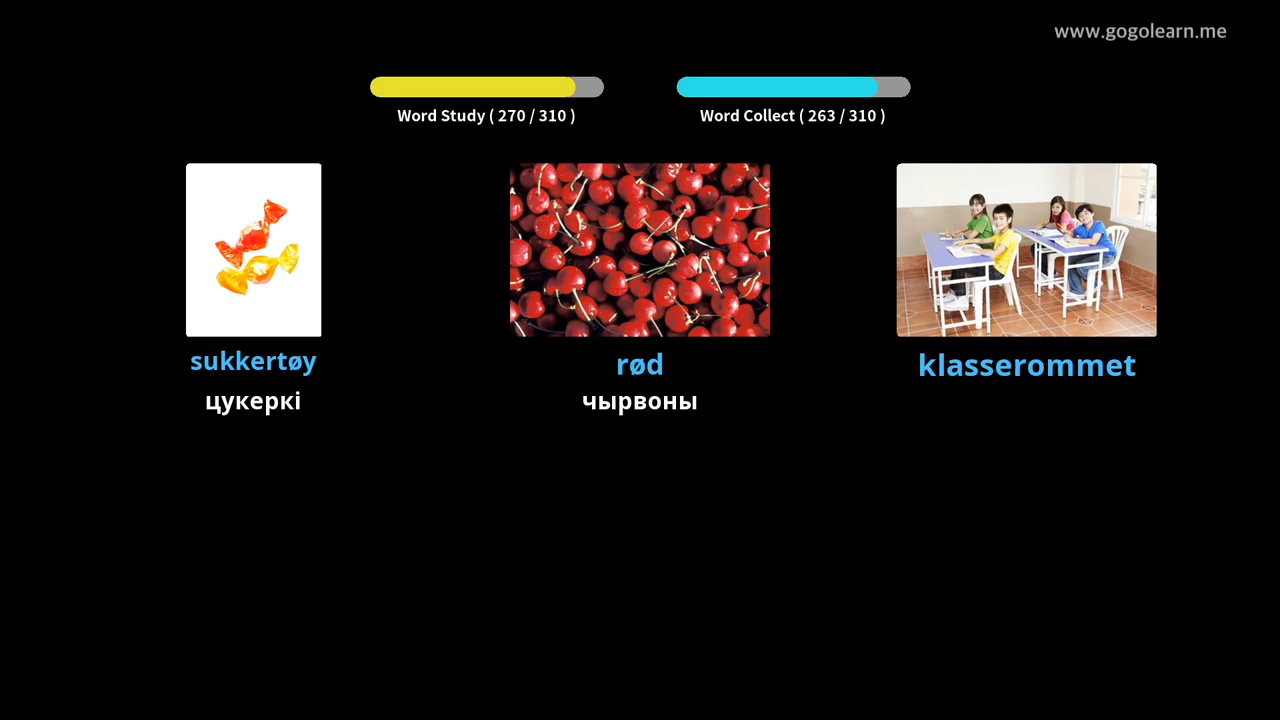 www.gogolearn.me
Word Study ( 270 / 310 )
Word Collect ( 263 / 310 )
sukkertøy
цукеркі
rød
чырвоны
klasserommet